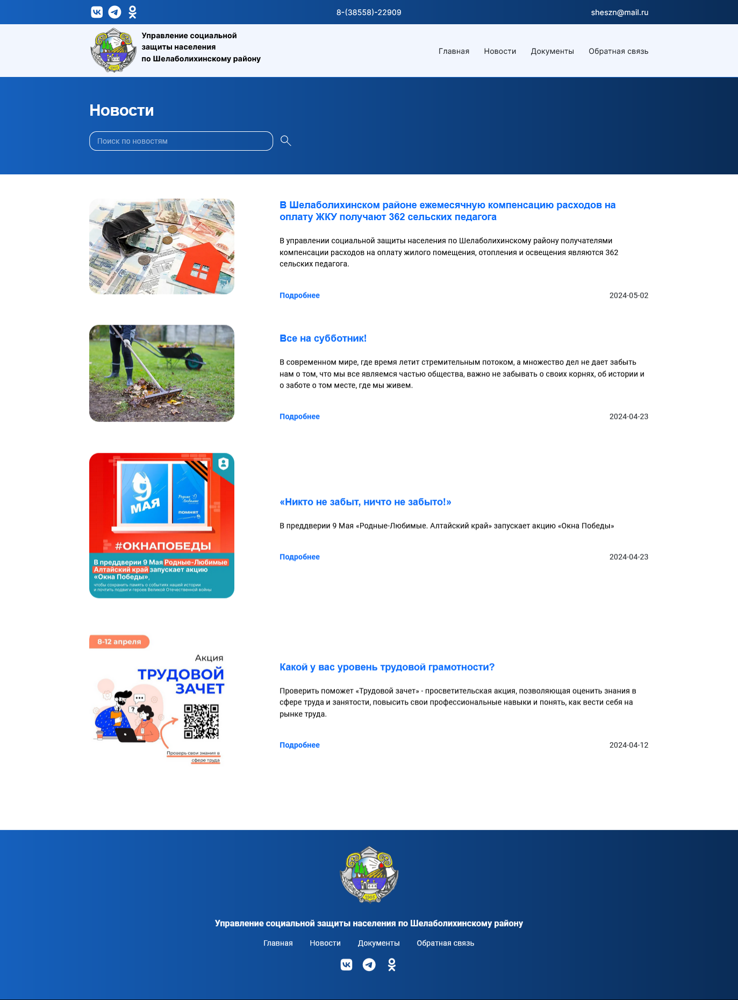 8-(38558)-22909
sheszn@mail.ru
Управление социальной
защиты населения
по Шелаболихинскому району
Главная
Новости
Документы
Обратная связь
Новости
Поиск по новостям
В Шелаболихинском районе ежемесячную компенсацию расходов на
оплату ЖКУ получают 362 сельских педагога
В управлении социальной защиты населения по Шелаболихинскому району получателями
компенсации расходов на оплату жилого помещения, отопления и освещения являются 362
сельских педагога.
Подробнее
2024-05-02
Все на субботник!
В современном мире, где время летит стремительным потоком, а множество дел не дает забыть
нам о том, что мы все являемся частью общества, важно не забывать о своих корнях, об истории и
о заботе о том месте, где мы живем.
Подробнее
2024-04-23
9
МАЯ
Родные
Любимые
ПОМНЯТ
#ОКНАПОБЕДЫ
В преддверии 9 Мая Родные-Любимые
Алтайский край запускает акцию
«Окна Победы»,
чтобы сохранить память о событиях нашей истории
и почтить подвиги героев Великой Отечественной войны
«Никто не забыт, ничто не забыто!»
В преддверии 9 Мая «Родные-Любимые. Алтайский край» запускает акцию «Окна Победы»
Подробнее
2024-04-23
8-12 апреля
Акция
ТРУДОВОЙ
ЗАЧЕТ
?
Проверь свои знания в
сфере труда
Какой у вас уровень трудовой грамотности?
Проверить поможет «Трудовой зачет» - просветительская акция, позволяющая оценить знания в
сфере труда и занятости, повысить свои профессиональные навыки и понять, как вести себя на
рынке труда.
Подробнее
2024-04-12
1985
Управление социальной защиты населения по Шелаболихинскому району
Главная
Новости
Документы
Обратная связь